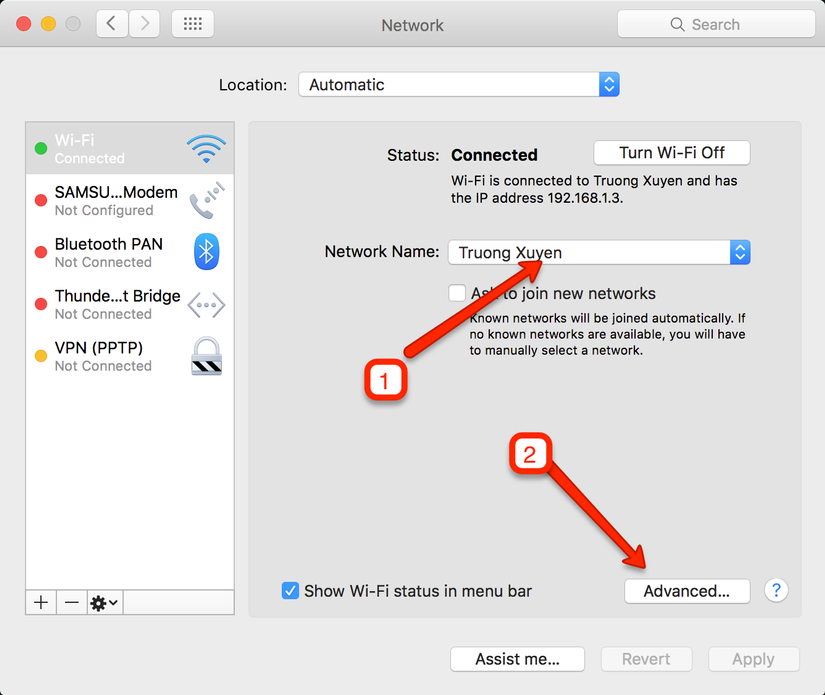 Network
Search
Location: Automatic
Wi-Fi
Connected
SAMSU...Modem
Not Configured
Bluetooth PAN
Not Connected
Thunde...t Bridge
Not Connected
VPN (PPTP)
Not Connected
Status: Connected
Turn Wi-Fi Off
Wi-Fi is connected to Truong Xuyen and has
the IP address 192.168.1.3.
Network Name: Truong Xuyen
Ask to join new networks
Known networks will be joined automatically. If
no known networks are available, you will have
to manually select a network.
1
2
Show Wi-Fi status in menu bar
Advanced...
?
Assist me...
Revert
Apply